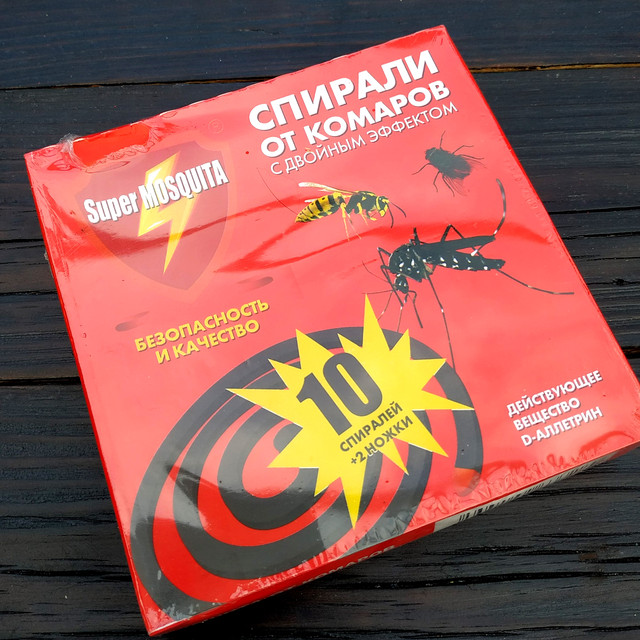 СПИРАЛИ
ОТ КОМАРОВ
С ДВОЙНЫМ ЭФФЕКТОМ
Super MOSQUITA
БЕЗОПАСНОСТЬ
И КАЧЕСТВО
10
СПИРАЛЕЙ
+2 НОЖКИ
ДЕЙСТВУЮЩЕЕ
ВЕЩЕСТВО
D-АЛЛЕТРИН